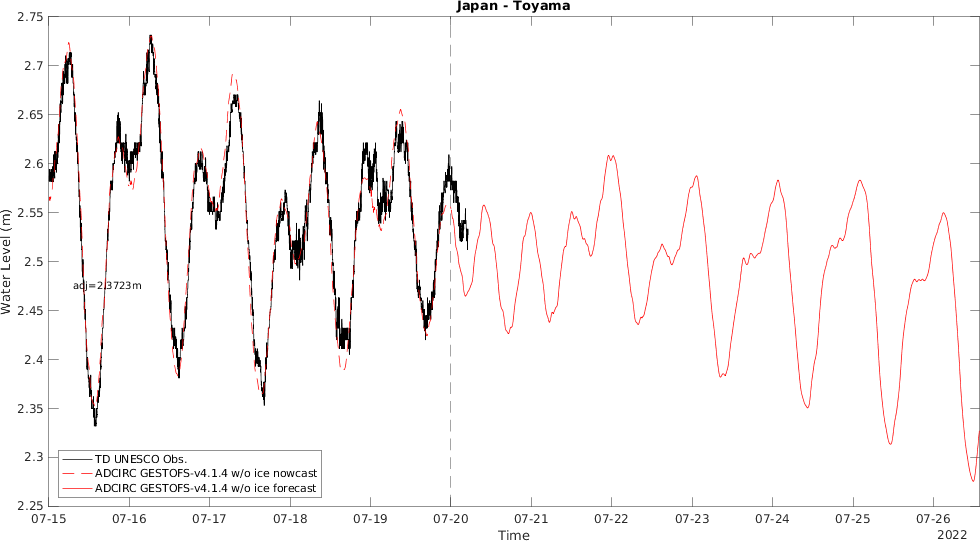 Japan - Toyama
2.75
2.7
2.65
2.6
2.55
2.5
2.45
2.4
2.35
2.3
2.25
Water Level (m)
adj=2.3723m
TD UNESCO Obs.
ADCIRC GESTOFS-v4.1.4 w/o ice nowcast
ADCIRC GESTOFS-v4.1.4 w/o ice forecast
07-15 07-16 07-17 07-18 07-19 07-20 07-21 07-22 07-23 07-24 07-25 07-26
Time
2022